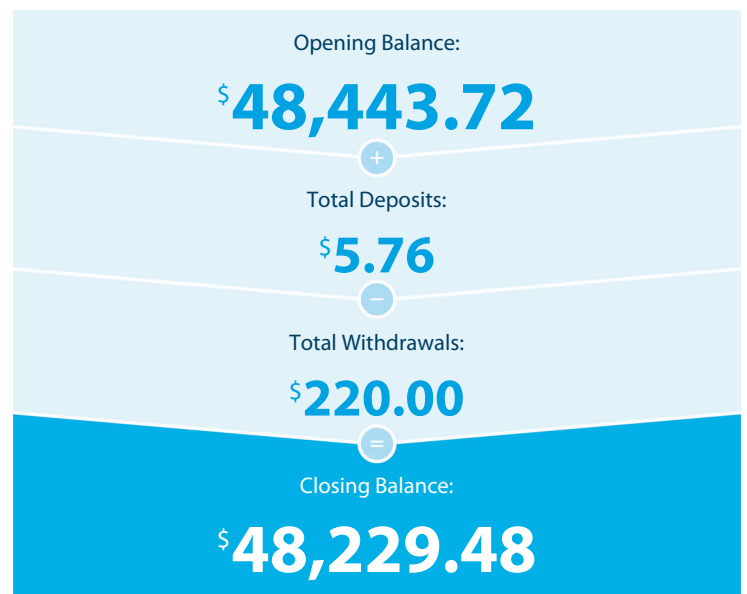 Opening Balance:
$48,443.72
+
Total Deposits:
$5.76
−
Total Withdrawals:
$220.00
=
Closing Balance:
$48,229.48